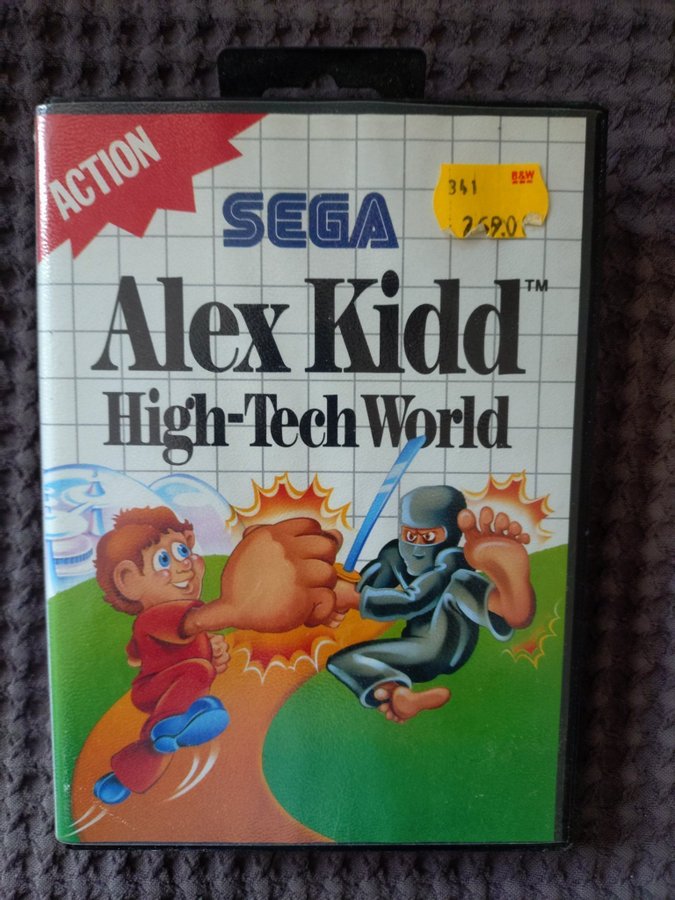 ACTION
SEGA
B&W
341
Alex Kidd™
High-Tech World